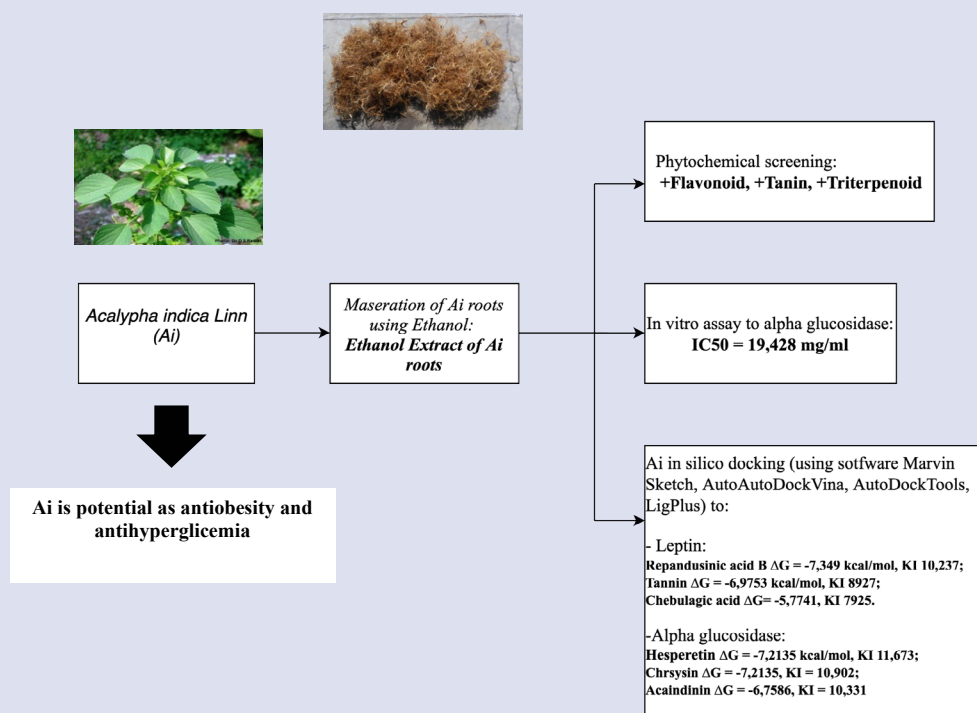 Acalypha indica Linn
(Ai)
Maseration of Ai roots
using Ethanol:
Ethanol Extract of Ai
roots
Phytochemical screening:
+Flavonoid, +Tanin, +Triterpenoid
In vitro assay to alpha glucosidase:
IC50 = 19,428 mg/ml
Ai in silico docking (using sotfware Marvin
Sketch, AutoAutoDockVina, AutoDockTools,
LigPlus) to:
- Leptin:
Repandusinic acid B ΔG = -7,349 kcal/mol, KI 10,237;
Tannin ΔG = -6,9753 kcal/mol, KI 8927;
Chebulagic acid ΔG= -5,7741, KI 7925.
-Alpha glucosidase:
Hesperetin ΔG = -7,2135 kcal/mol, KI 11,673;
Chrsysin ΔG = -7,2135, KI = 10,902;
Acaindinin ΔG = -6,7586, KI = 10,331
Ai is potential as antiobesity and
antihyperglicemia